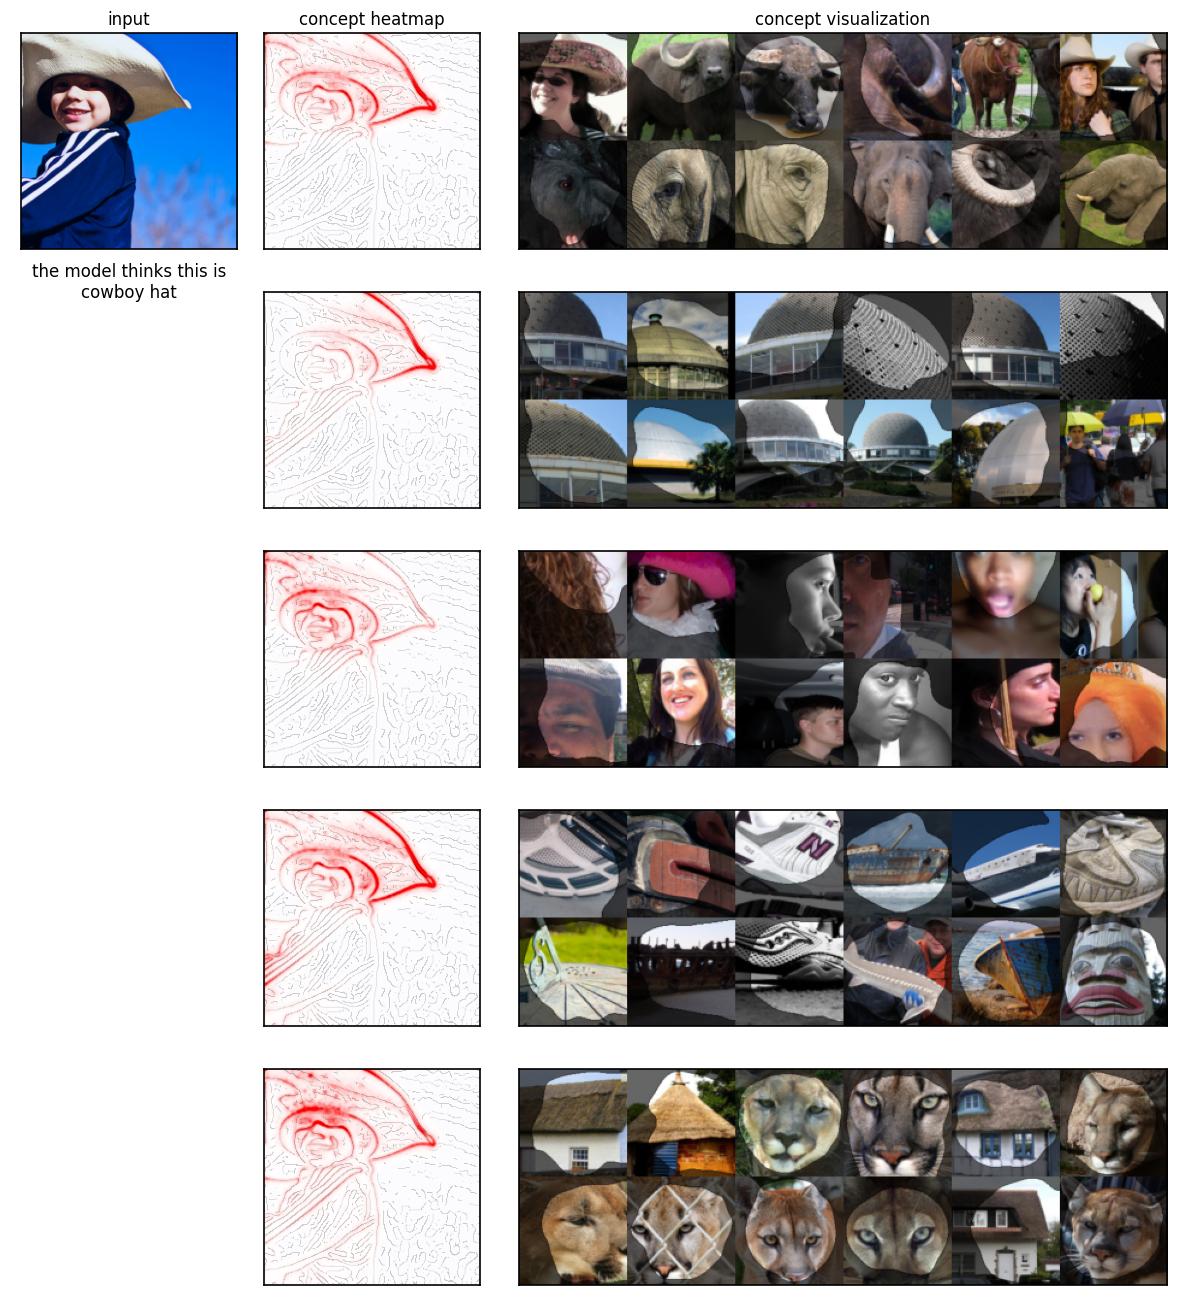 input
concept heatmap
concept visualization
the model thinks this is
cowboy hat
N